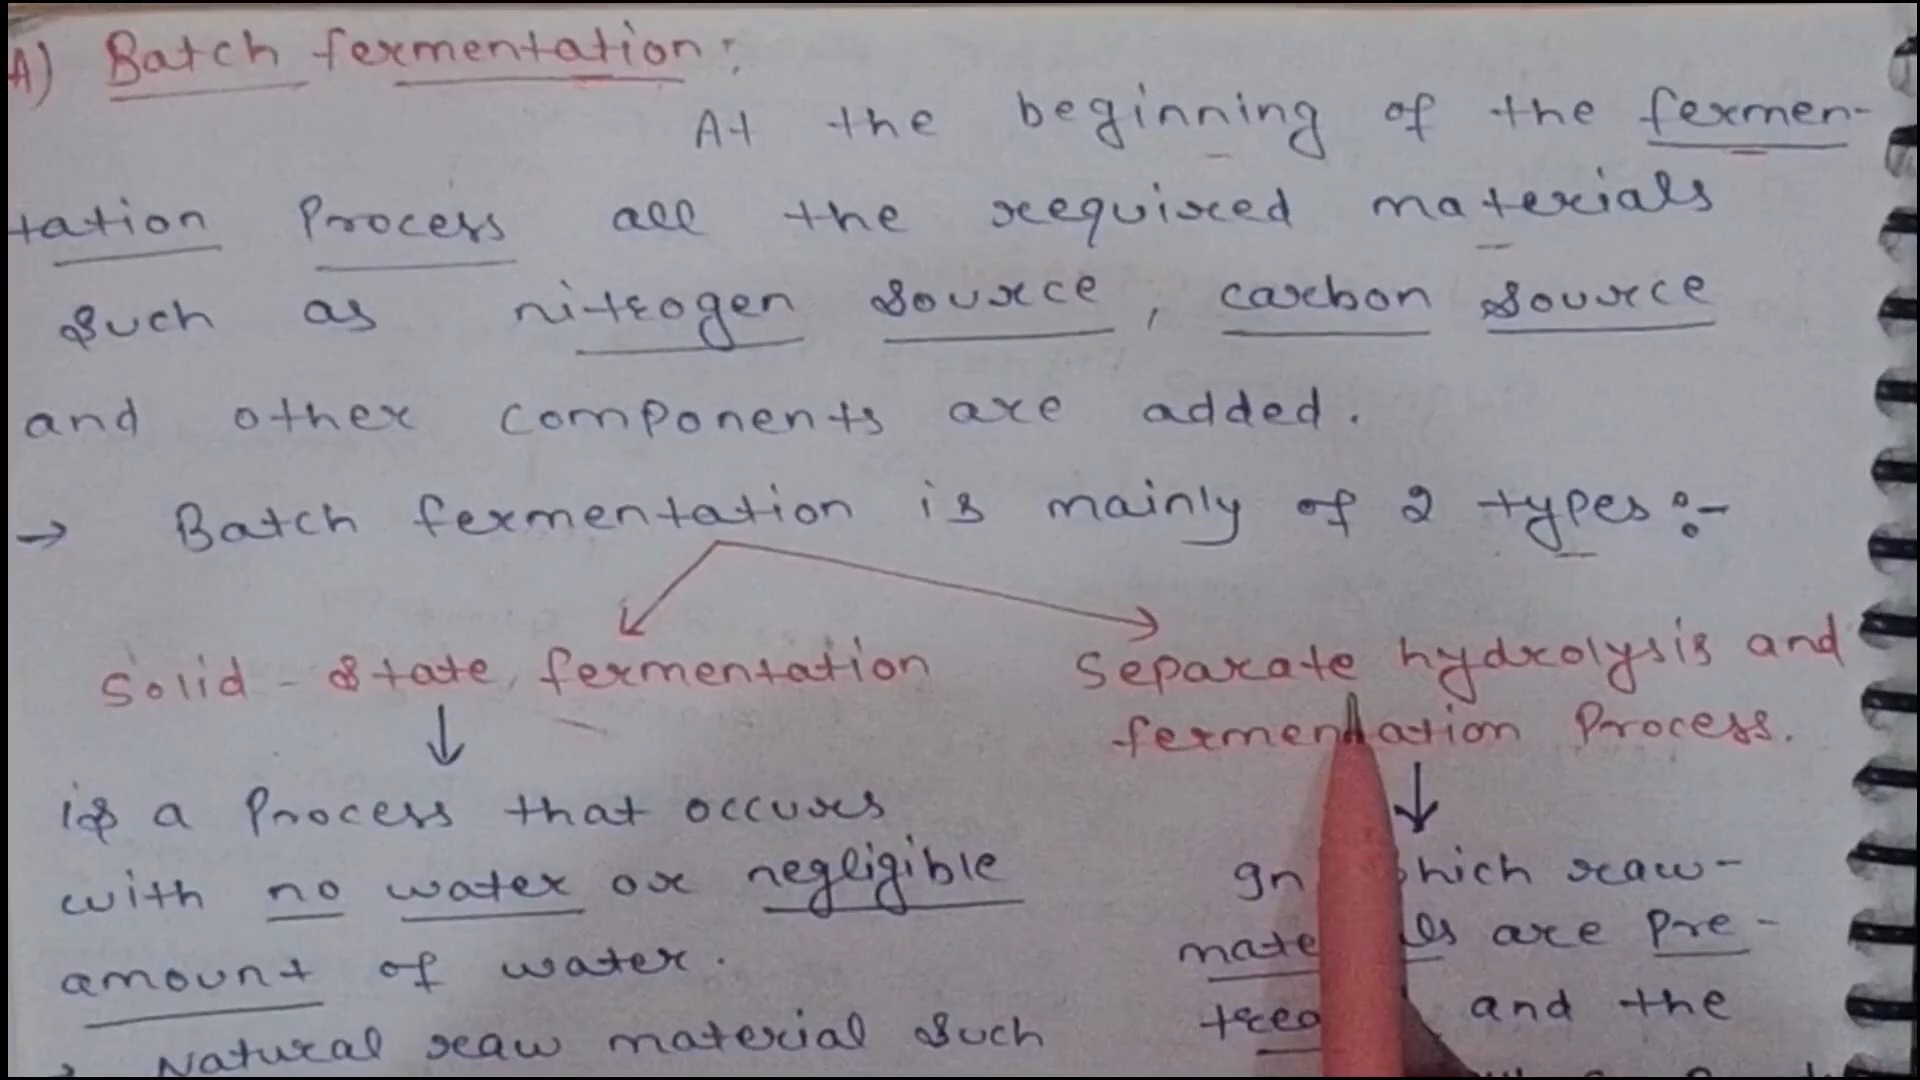 A) Batch fermentation:
At the beginning of the fermen-
tation Process all the required materials
such as nitrogen source, carbon source
and other components are added.
→ Batch fermentation is mainly of 2 types:-
Solid - State fermentation
is a Process that occurs
with no water or negligible
amount of water.
→ Natural raw material such
Separate hydrolysis and
fermentation Process.
In which raw-
are Pre-
and the